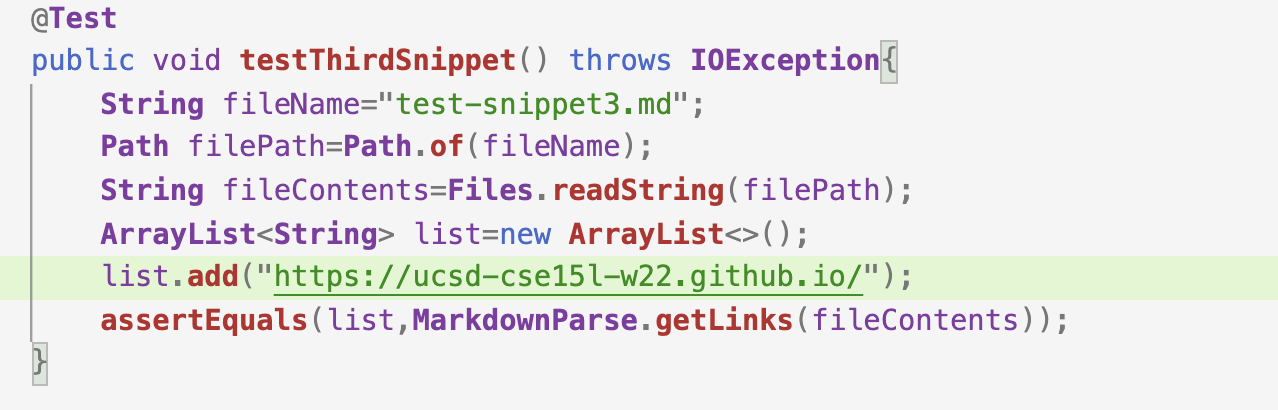 @Test
public void testThirdSnippet() throws IOException{
    String fileName="test-snippet3.md";
    Path filePath=Path.of(fileName);
    String fileContents=Files.readString(filePath);
    ArrayList<String> list=new ArrayList<>();
    list.add("https://ucsd-cse15l-w22.github.io/");
    assertEquals(list,MarkdownParse.getLinks(fileContents));
}